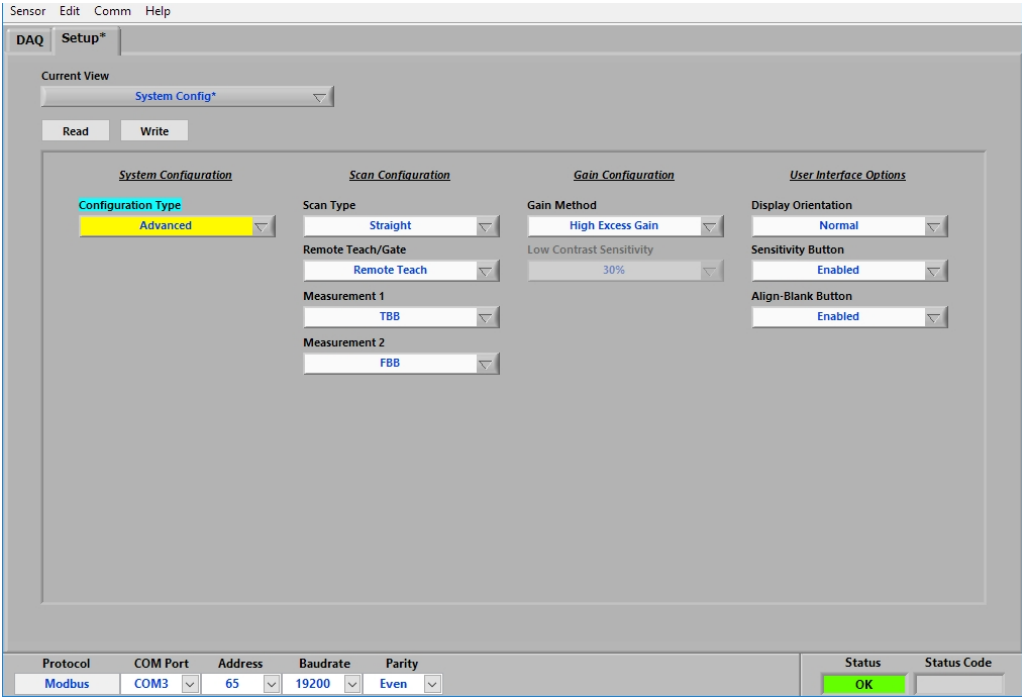 Sensor Edit Comm Help
DAQ Setup*
Current View
System Config*
Read Write
System Configuration
Configuration Type
Advanced
Scan Configuration
Scan Type
Straight
Remote Teach/Gate
Remote Teach
Measurement 1
TBB
Measurement 2
FBB
Gain Configuration
Gain Method
High Excess Gain
Low Contrast Sensitivity
30%
User Interface Options
Display Orientation
Normal
Sensitivity Button
Enabled
Align-Blank Button
Enabled
Protocol COM Port Address Baudrate Parity Status Status Code
Modbus COM3 65 19200 Even OK